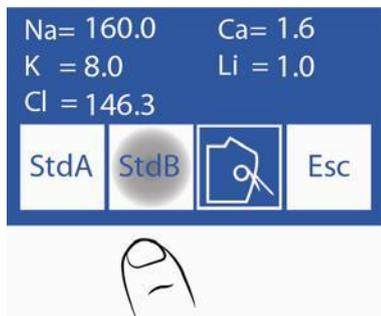 Na= 160.0 Ca= 1.6
K = 8.0 Li = 1.0
Cl = 146.3
StdA StdB Esc